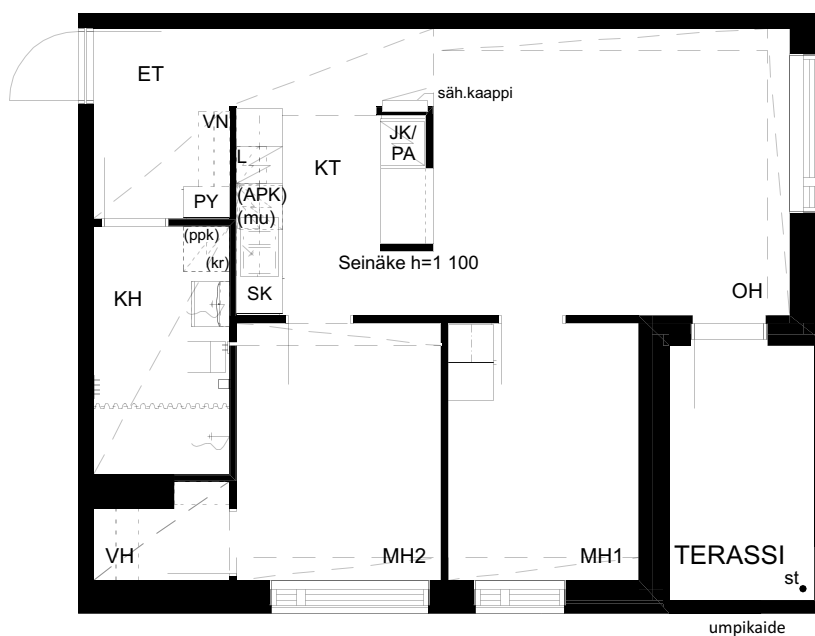 ET
säh.kaappi
VN
JK/
PA
L
KT
(APK)
(mu)
PY
(ppk)
(kr)
Seinäke h=1 100
KH
SK
OH
VH
MH2
MH1
TERASSI
st
umpikaide